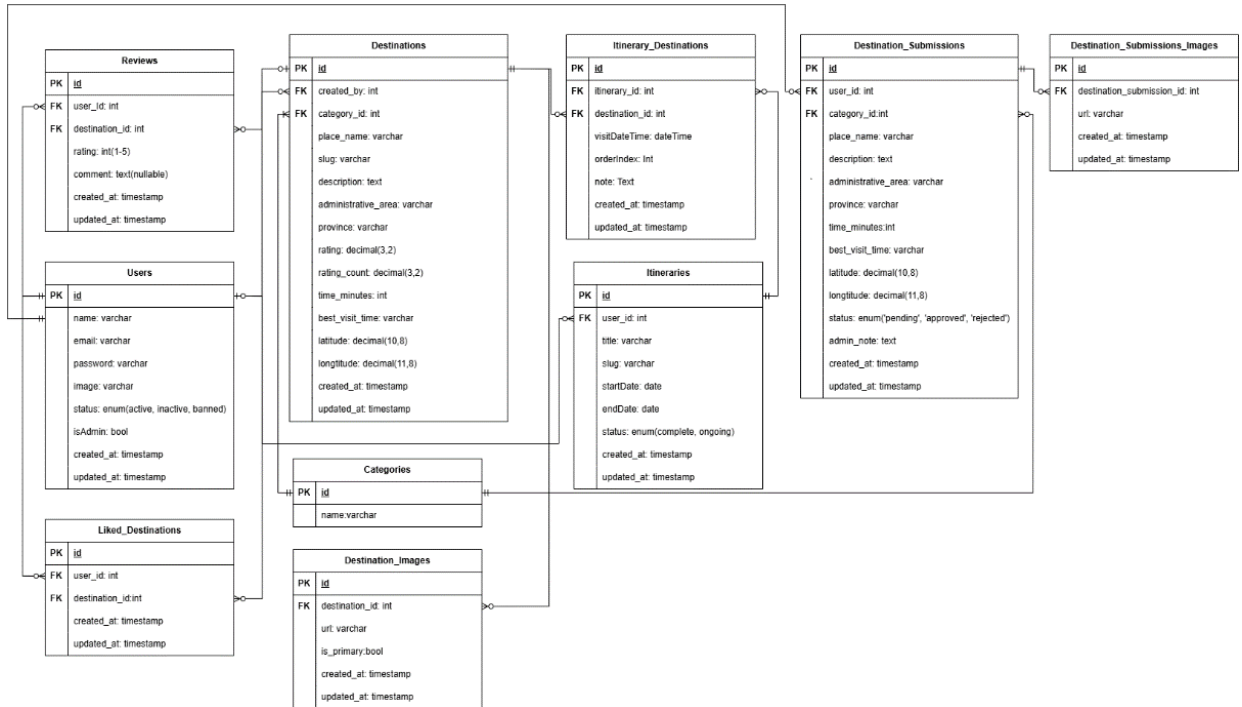 Reviews
PK id
FK user_Id: int
FK destination_id: int
rating: int(1-5)
comment: text(nullable)
created_at: timestamp
updated_at: timestamp
Users
PK id
name: varchar
email: varchar
password: varchar
image: varchar
status: enum(active, inactive, banned)
isAdmin: bool
created_at: timestamp
updated_at: timestamp
Liked_Destinations
PK id
FK user_id: int
FK destination_id:int
created_at: timestamp
updated_at: timestamp
Destinations
PK id
FK created_by: int
FK category_id: int
place_name: varchar
slug: varchar
description: text
administrative_area: varchar
province: varchar
rating: decimal(3,2)
rating_count: decimal(3,2)
time_minutes: int
best_visit_time: varchar
latitude: decimal(10,8)
longtitude: decimal(11,8)
created_at: timestamp
updated_at: timestamp
Categories
PK id
name:varchar
Destination_Images
PK id
FK destination_id: int
url: varchar
is_primary:bool
created_at: timestamp
updated_at: timestamp
Itinerary_Destinations
PK id
FK itinerary_id: int
FK destination_id: int
visitDateTime: dateTime
orderIndex: Int
note: Text
created_at: timestamp
updated_at: timestamp
Itineraries
PK id
FK user_id: int
title: varchar
slug: varchar
startDate: date
endDate: date
status: enum(complete, ongoing)
created_at: timestamp
updated_at: timestamp
Destination_Submissions
PK id
FK user_id: int
FK category_id:int
place_name: varchar
description: text
administrative_area: varchar
province: varchar
time_minutes:int
best_visit_time: varchar
latitude: decimal(10,8)
longtitude: decimal(11,8)
status: enum('pending', 'approved', 'rejected')
admin_note: text
created_at: timestamp
updated_at: timestamp
Destination_Submissions_Images
PK id
FK destination_submission_id: int
url: varchar
created_at: timestamp
updated_at: timestamp